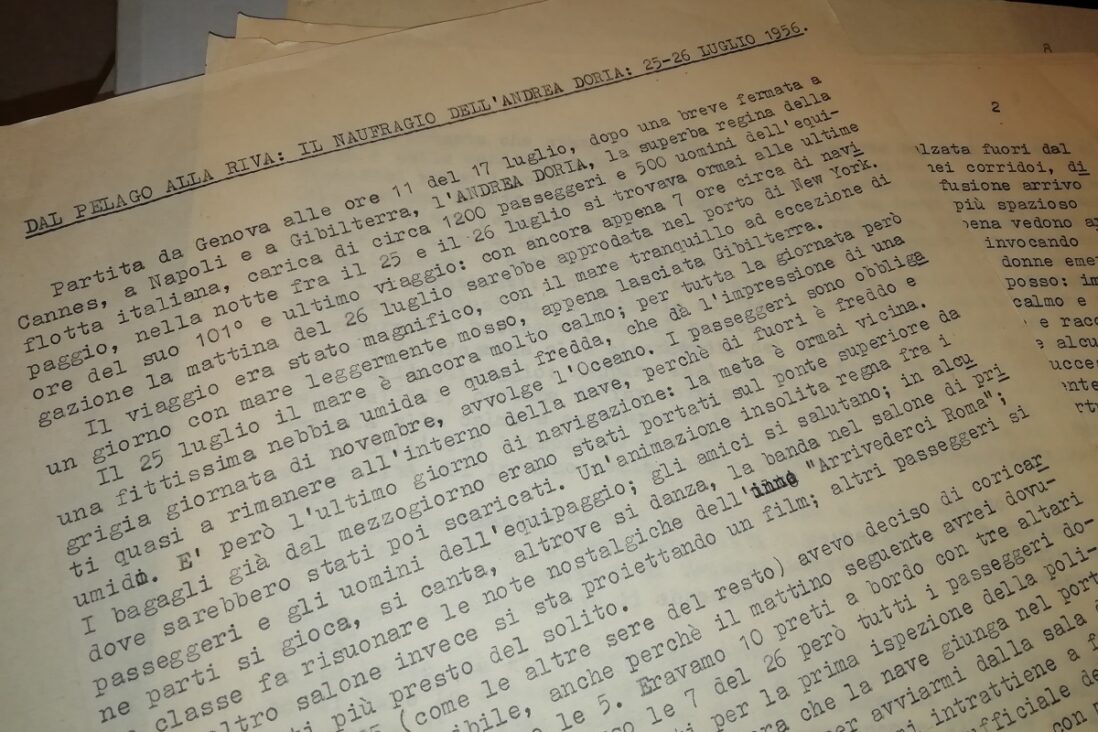 DAL PELAGO ALLA RIVA: IL NAUFRAGIO DELL'ANDREA DORIA: 25-26 LUGLIO 1956.
Partita da Genova alle ore 11 del 17 luglio, dopo una breve fermata a
Cannes, a Napoli e a Gibilterra, l'ANDREA DORIA, la superba regina della
flotta italiana, carica di circa 1200 passeggeri e 500 uomini dell'equi-
paggio, nella notte fra il 25 e il 26 luglio si trovava ormai alle ultime
ore del suo 101° e ultimo viaggio: con ancora appena 7 ore circa di navi
gazione la mattina del 26 luglio sarebbe approdata nel porto di New York.
Il viaggio era stato magnifico, con il mare tranquillo ad eccezione di
un giorno con mare leggermente mosso, appena lasciata Gibilterra.
Il 25 luglio il mare è ancora molto calmo; per tutta la giornata però
una fittissima nebbia umida e quasi fredda, che dà l'impressione di una
grigia giornata di novembre, avvolge l'Oceano. I passegeri sono obbliga
ti quasi a rimanere all'interno della nave, perchè di fuori è freddo e
umido. E' però l'ultimo giorno di navigazione: la meta è ormai vicina.
I bagagli già dal mezzogiorno erano stati portati sul ponte superiore da
dove sarebbero stati poi scaricati. Un'animazione insolita regna fra i
passeggeri e gli uomini dell'equipaggio; gli amici si salutano; in alcu
ne parti si gioca, si canta, altrove si danza, la banda nel salone di pri
classe fa risuonare le note nostalgiche dell'inno "Arrivederci Roma";
altro salone invece si sta proiettando un film; altri passeggeri si
più presto del solito.
(come le altre sere del resto) avevo deciso di coricar
ibile, anche perchè il mattino seguente avrei dovu-
le 5. Eravamo 10 preti a bordo con tre altari
le 7 del 26 però tutti i passeggeri do-
per la prima ispezione della poli-
che la nave giunga nel port
avviarmi dalla sala
intrattiene a f
ufficiale de
con
2
lzata fuori dal
nei corridoi, di
fusione arrivo
più spazioso
pena vedono
invocando
donne eme
posso: im
calmo e
e racc
e alcu
ucces